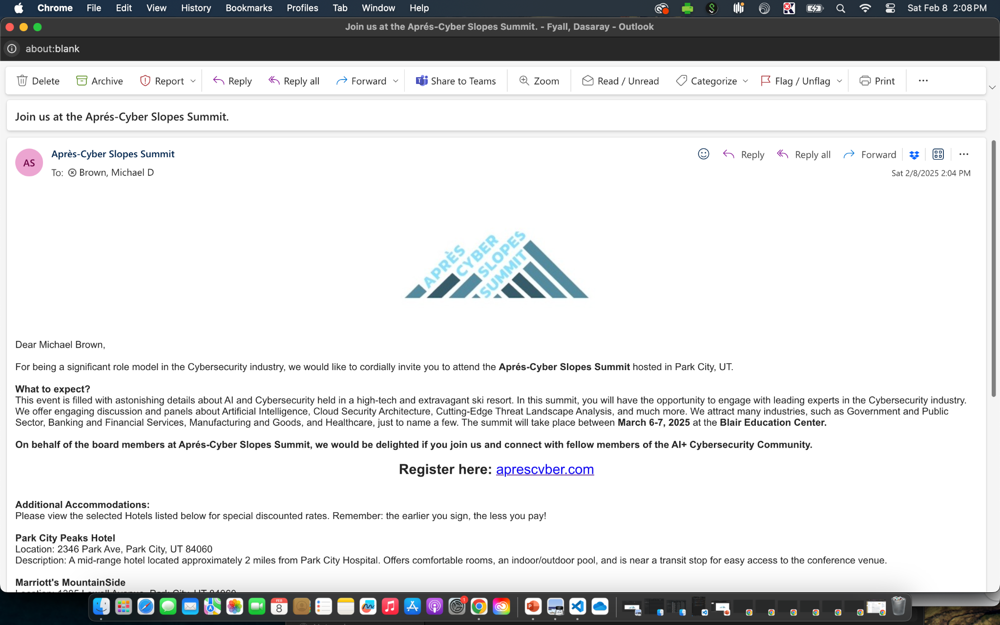 Chrome File Edit View History Bookmarks Profiles Tab Window Help Sat Feb 8 2:08 PM
Join us at the Aprés-Cyber Slopes Summit. - Fyall, Dasaray - Outlook
about:blank
Delete Archive Report Reply Reply all Forward Share to Teams Zoom Read / Unread Categorize Flag / Unflag Print
Join us at the Aprés-Cyber Slopes Summit.
AS
Après-Cyber Slopes Summit
Reply Reply all Forward
To: Brown, Michael D
Sat 2/8/2025 2:04 PM
APRÈS
CYBER
SLOPES
SUMMIT
Dear Michael Brown,
For being a significant role model in the Cybersecurity industry, we would like to cordially invite you to attend the Aprés-Cyber Slopes Summit hosted in Park City, UT.
What to expect?
This event is filled with astonishing details about AI and Cybersecurity held in a high-tech and extravagant ski resort. In this summit, you will have the opportunity to engage with leading experts in the Cybersecurity industry.
We offer engaging discussion and panels about Artificial Intelligence, Cloud Security Architecture, Cutting-Edge Threat Landscape Analysis, and much more. We attract many industries, such as Government and Public
Sector, Banking and Financial Services, Manufacturing and Goods, and Healthcare, just to name a few. The summit will take place between March 6-7, 2025 at the Blair Education Center.
On behalf of the board members at Aprés-Cyber Slopes Summit, we would be delighted if you join us and connect with fellow members of the AI+ Cybersecurity Community.
Register here: aprescvber.com
Additional Accommodations:
Please view the selected Hotels listed below for special discounted rates. Remember: the earlier you sign, the less you pay!
Park City Peaks Hotel
Location: 2346 Park Ave, Park City, UT 84060
Description: A mid-range hotel located approximately 2 miles from Park City Hospital. Offers comfortable rooms, an indoor/outdoor pool, and is near a transit stop for easy access to the conference venue.
Marriott's MountainSide
Location: 1305 Lowell Avenue, Park City, UT 84060
FEB
8
1